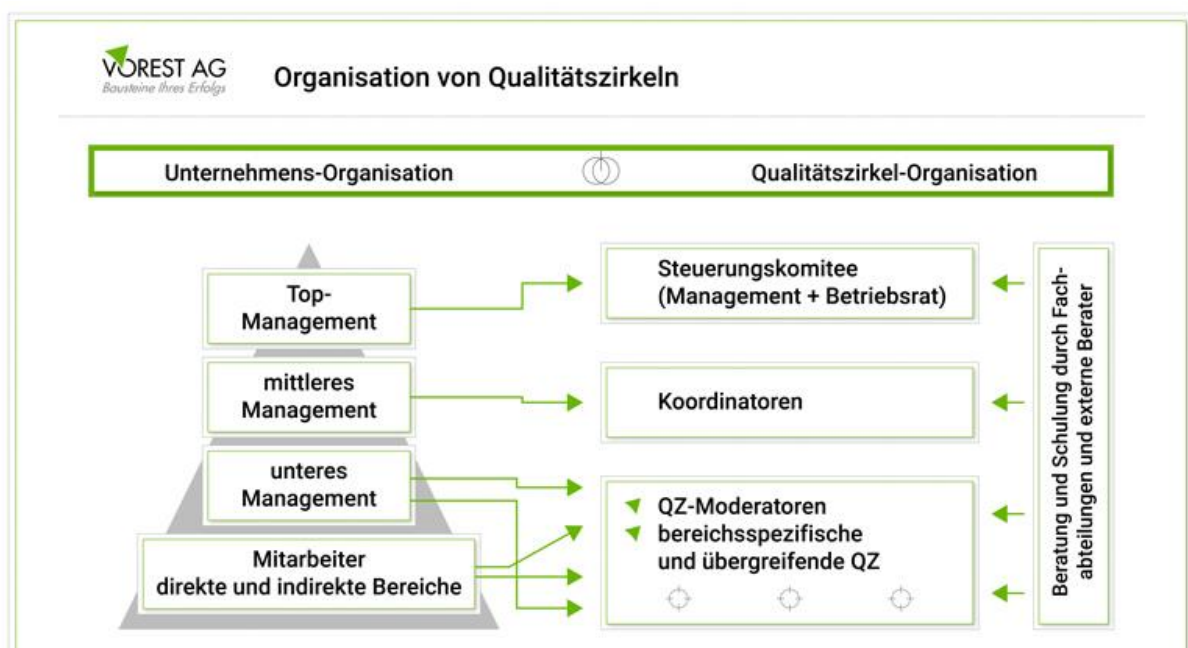 VOREST AG
Bausteine Ihres Erfolgs
Organisation von Qualitätszirkeln
Unternehmens-Organisation
Qualitätszirkel-Organisation
Top-
Management
mittleres
Management
unteres
Management
Mitarbeiter
direkte und indirekte Bereiche
Steuerungskomitee
(Management + Betriebsrat)
Koordinatoren
QZ-Moderatoren
bereichsspezifische
und übergreifende QZ
Beratung und Schulung durch Fach-
abteilungen und externe Berater